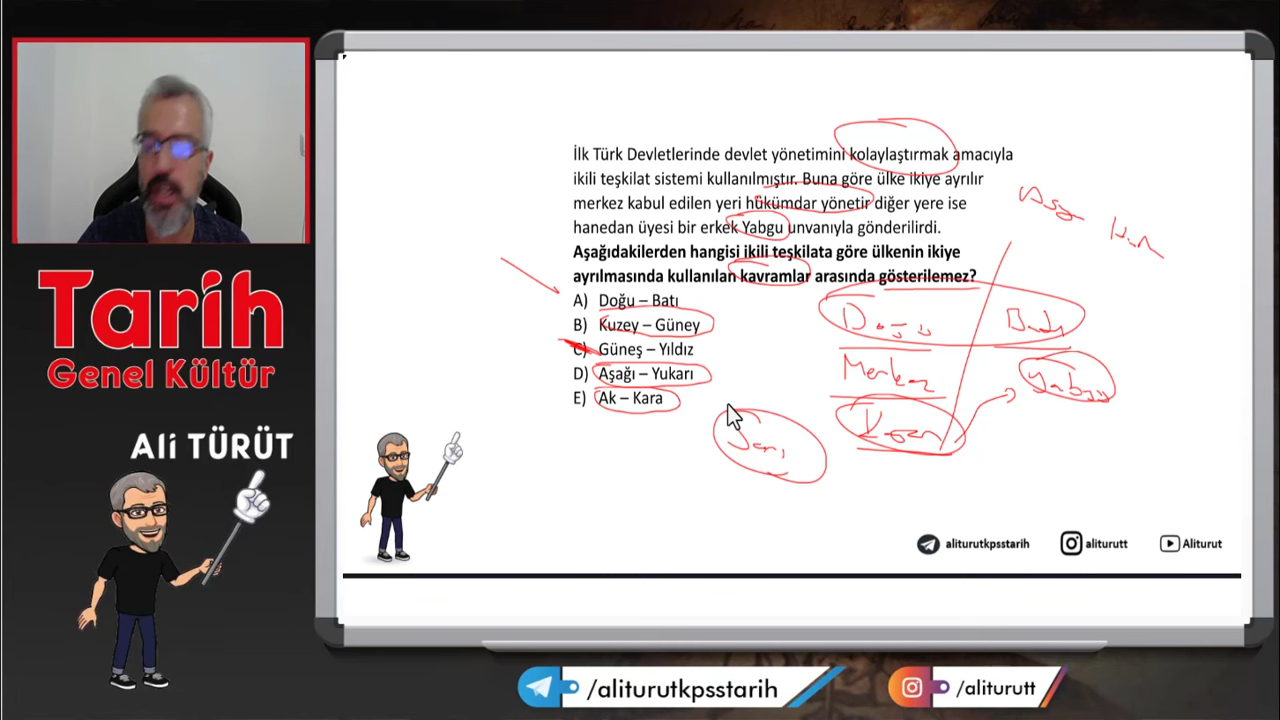 İlk Türk Devletlerinde devlet yönetimini kolaylaştırmak amacıyla
ikili teşkilat sistemi kullanılmıştır. Buna göre ülke ikiye ayrılır
merkez kabul edilen yeri hükümdar yönetir diğer yere ise
hanedan üyesi bir erkek Yabgu unvanıyla gönderilirdi.
Aşağıdakilerden hangisi ikili teşkilata göre ülkenin ikiye
ayrılmasında kullanılan kavramlar arasında gösterilemez?
A) Doğu – Batı
B) Kuzey – Güney
C) Güneş – Yıldız
D) Aşağı – Yukarı
E) Ak – Kara
Asya Hun
Doğu Batı
Merkez Yabgu
Tarih
Genel Kültür
Ali TÜRÜT
aliturutkpsstarih aliturutt Aliturut
/aliturutkpsstarih /aliturutt